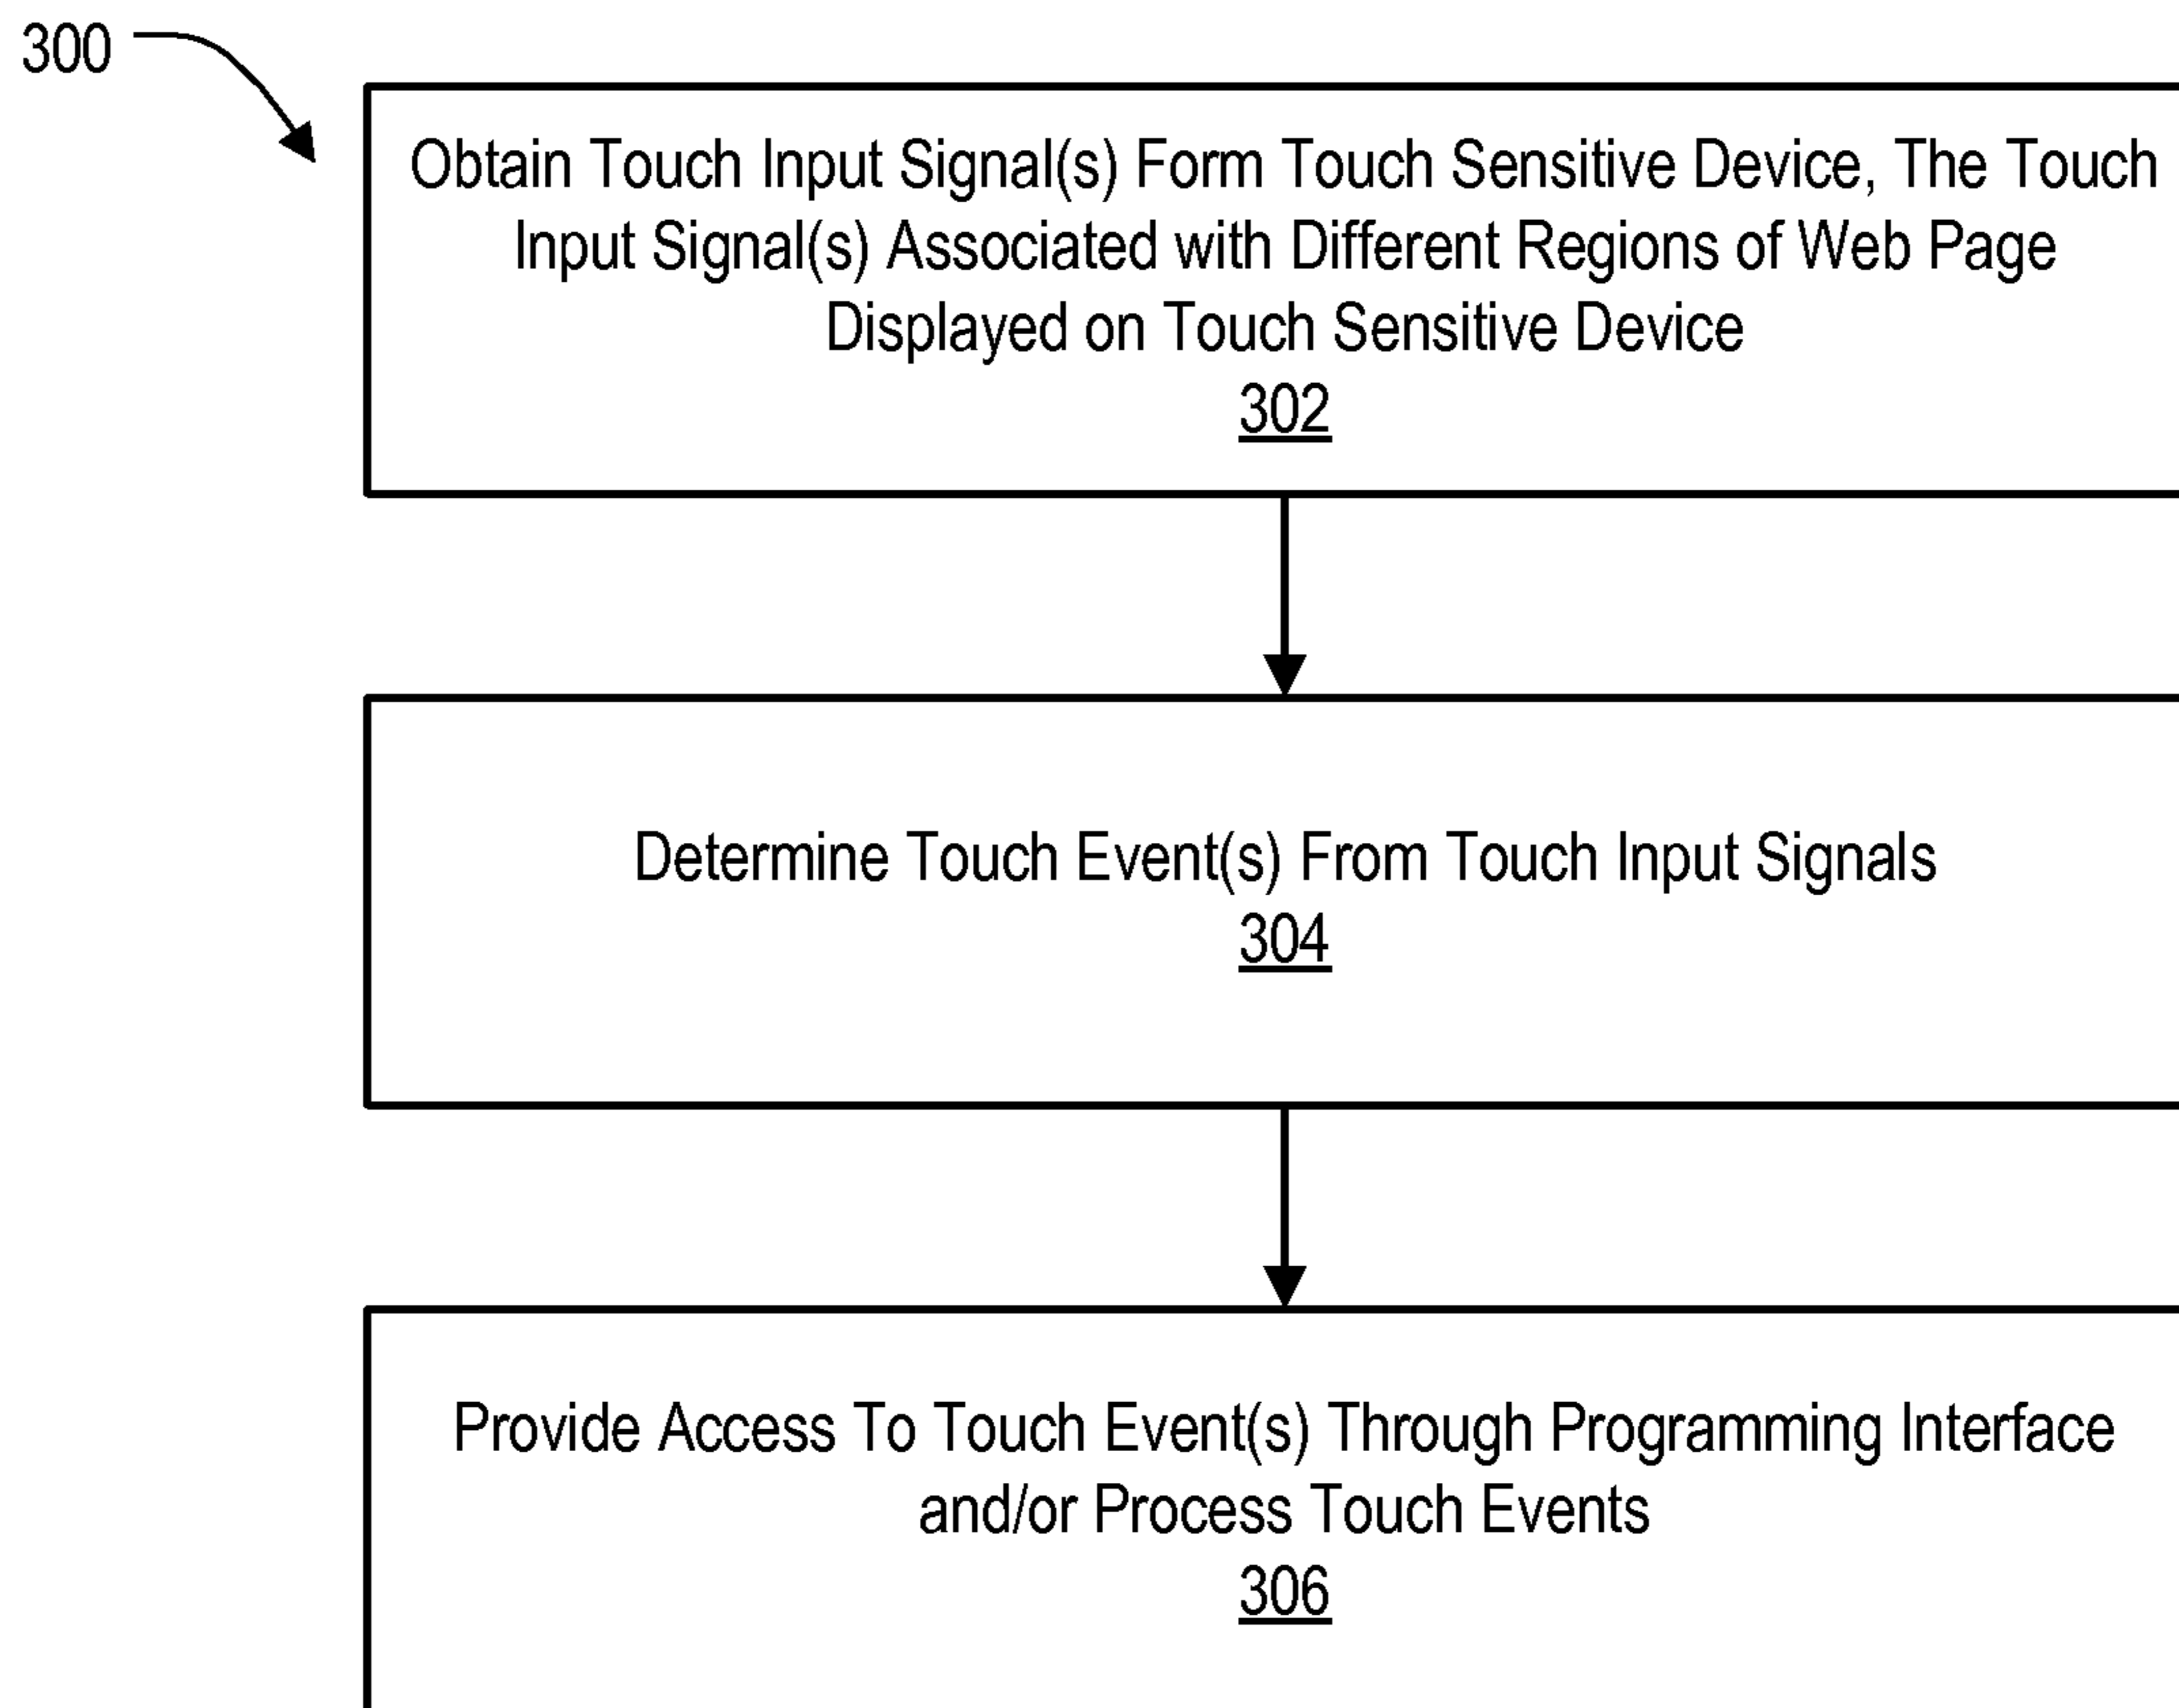 300
Obtain Touch Input Signal(s) Form Touch Sensitive Device, The Touch
Input Signal(s) Associated with Different Regions of Web Page
Displayed on Touch Sensitive Device
302
Determine Touch Event(s) From Touch Input Signals
304
Provide Access To Touch Event(s) Through Programming Interface
and/or Process Touch Events
306